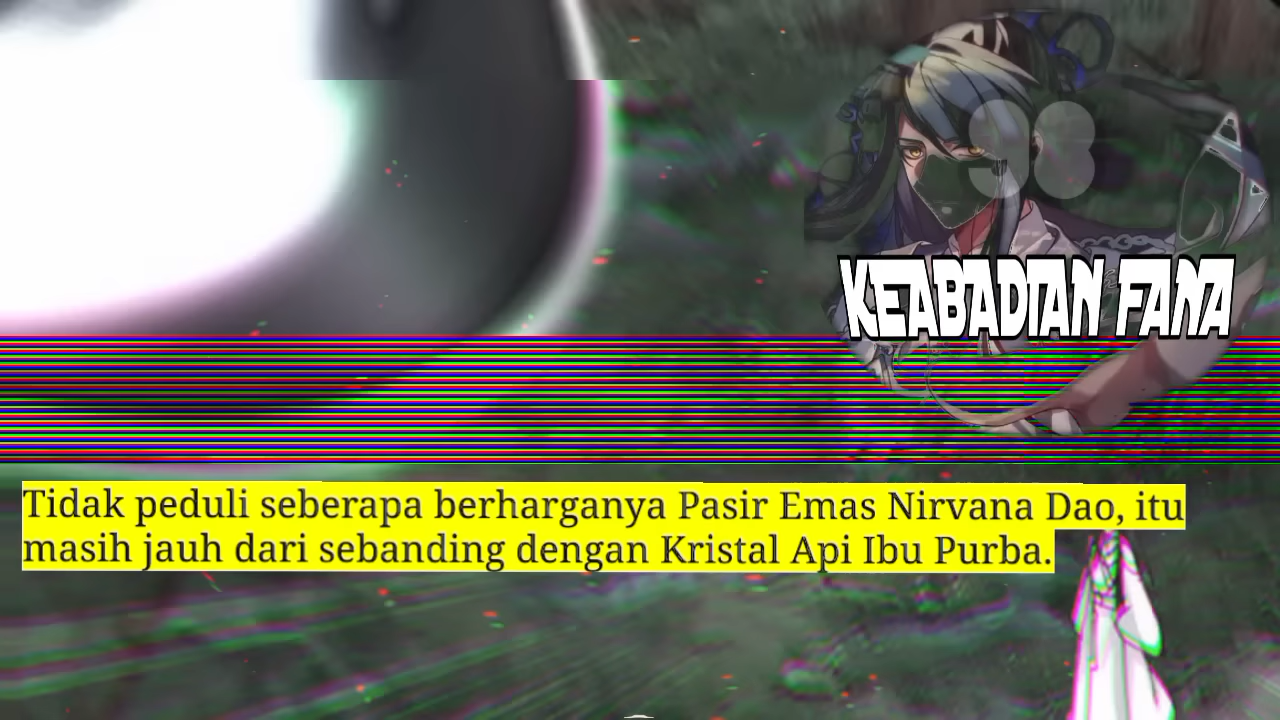 KEABADIAN FANA
Tidak peduli seberapa berharganya Pasir Emas Nirvana Dao, itu
masih jauh dari sebanding dengan Kristal Api Ibu Purba.